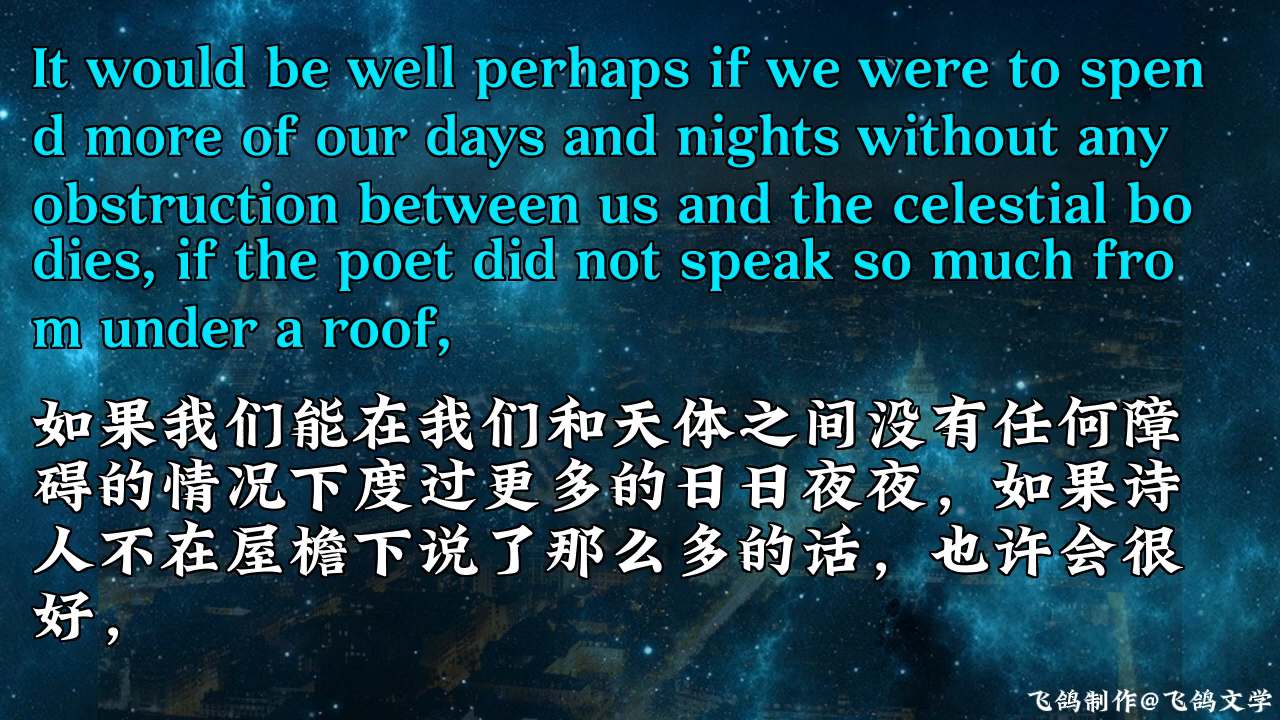 It would be well perhaps if we were to spen
d more of our days and nights without any
obstruction between us and the celestial bo
dies, if the poet did not speak so much fro
m under a roof,
如果我们能在我们和天体之间没有任何障
碍的情况下度过更多的日日夜夜，如果诗
人不在屋檐下说了那么多的话，也许会很
好，
飞鸽制作@飞鸽文学